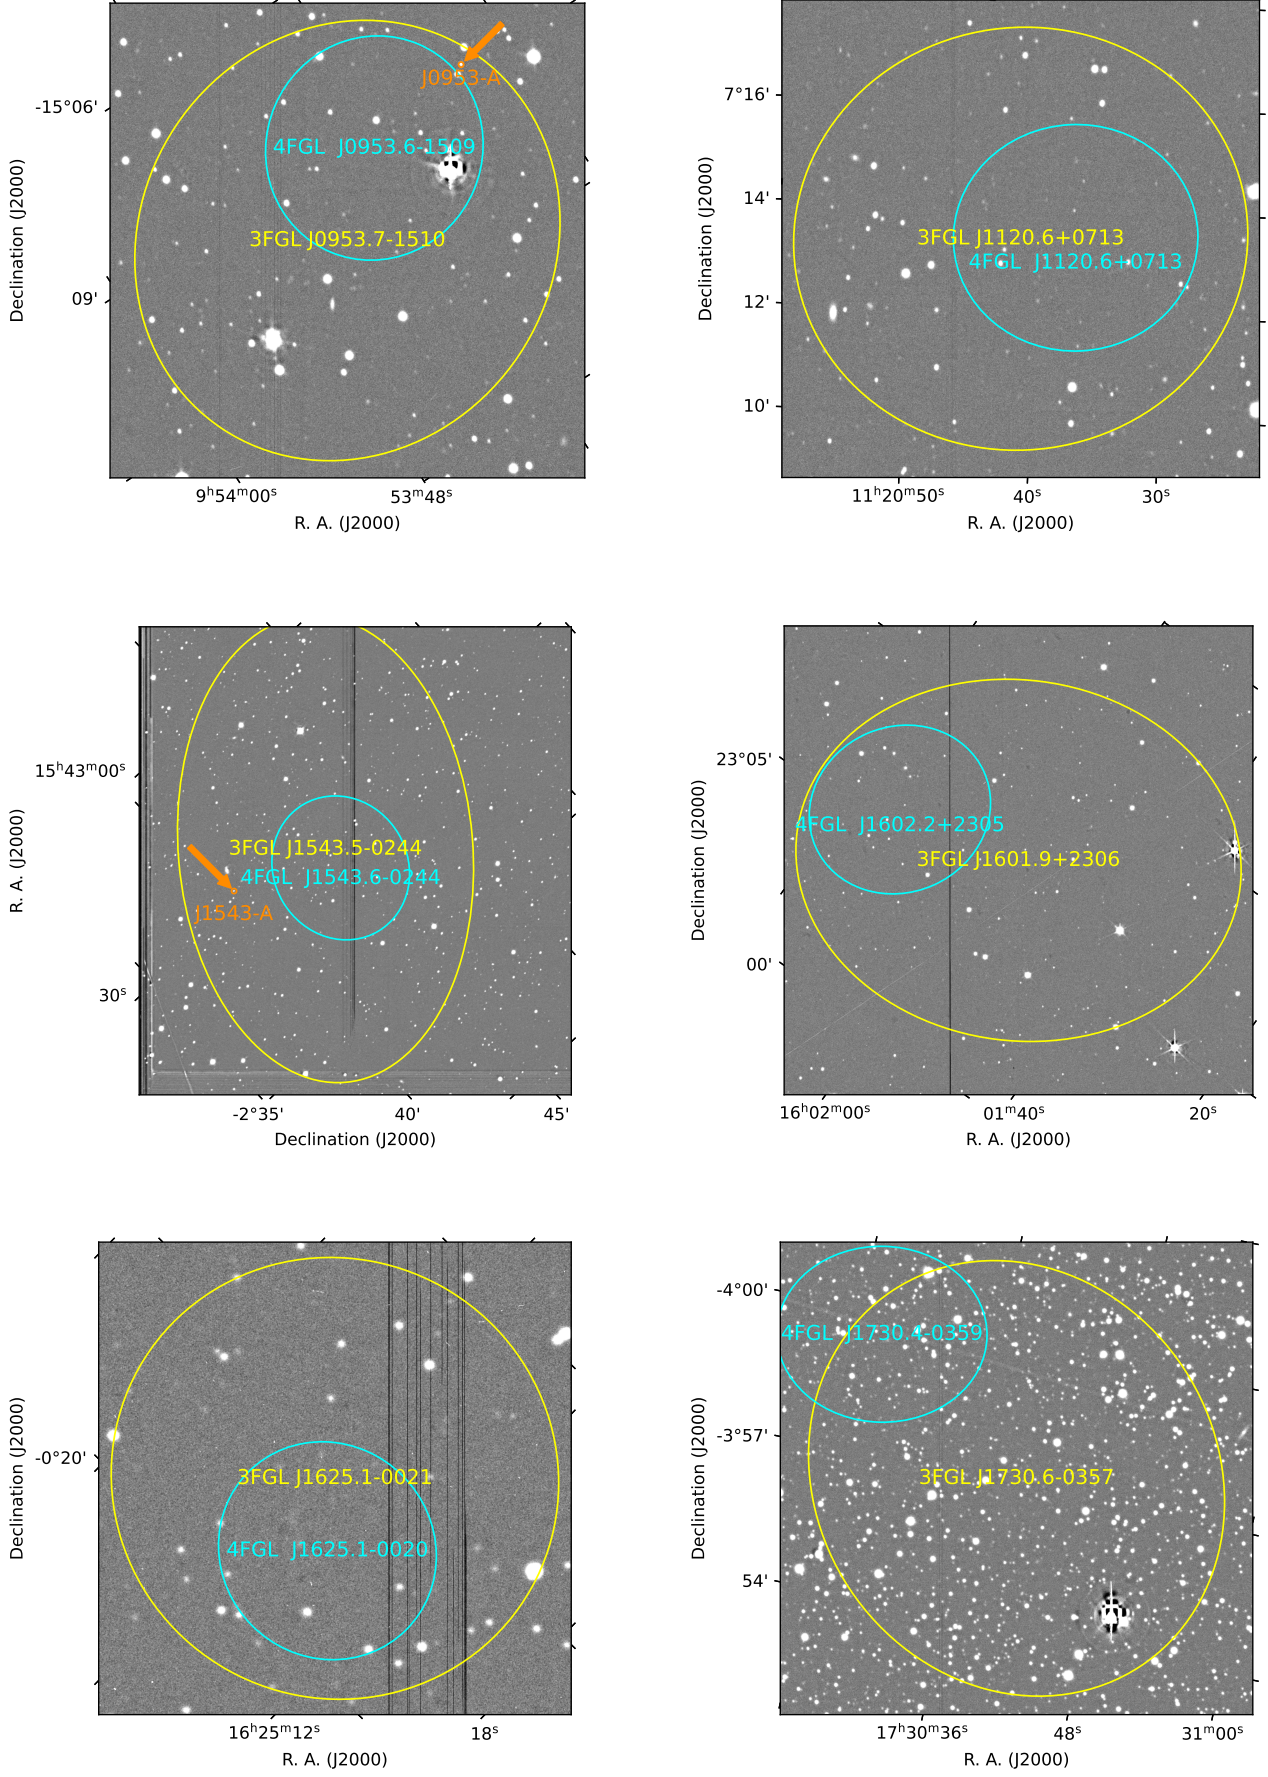 J0953-A
-15°06'
4FGL J0953.6-1509
3FGL J0953.7-1510
09'
Declination (J2000)
9h54m00s
53m48s
R. A. (J2000)
7°16'
14'
3FGL J1120.6+0713
4FGL J1120.6+0713
12'
10'
Declination (J2000)
11h20m50s
40s
30s
R. A. (J2000)
15h43m00s
3FGL J1543.5-0244
4FGL J1543.6-0244
J1543-A
30s
R. A. (J2000)
-2°35'
40'
45'
Declination (J2000)
23°05'
4FGL J1602.2+2305
3FGL J1601.9+2306
00'
Declination (J2000)
16h02m00s
01m40s
20s
R. A. (J2000)
-0°20'
3FGL J1625.1-0021
4FGL J1625.1-0020
Declination (J2000)
16h25m12s
18s
R. A. (J2000)
-4°00'
4FGL J1730.4-0359
-3°57'
3FGL J1730.6-0357
54'
Declination (J2000)
17h30m36s
48s
31m00s
R. A. (J2000)